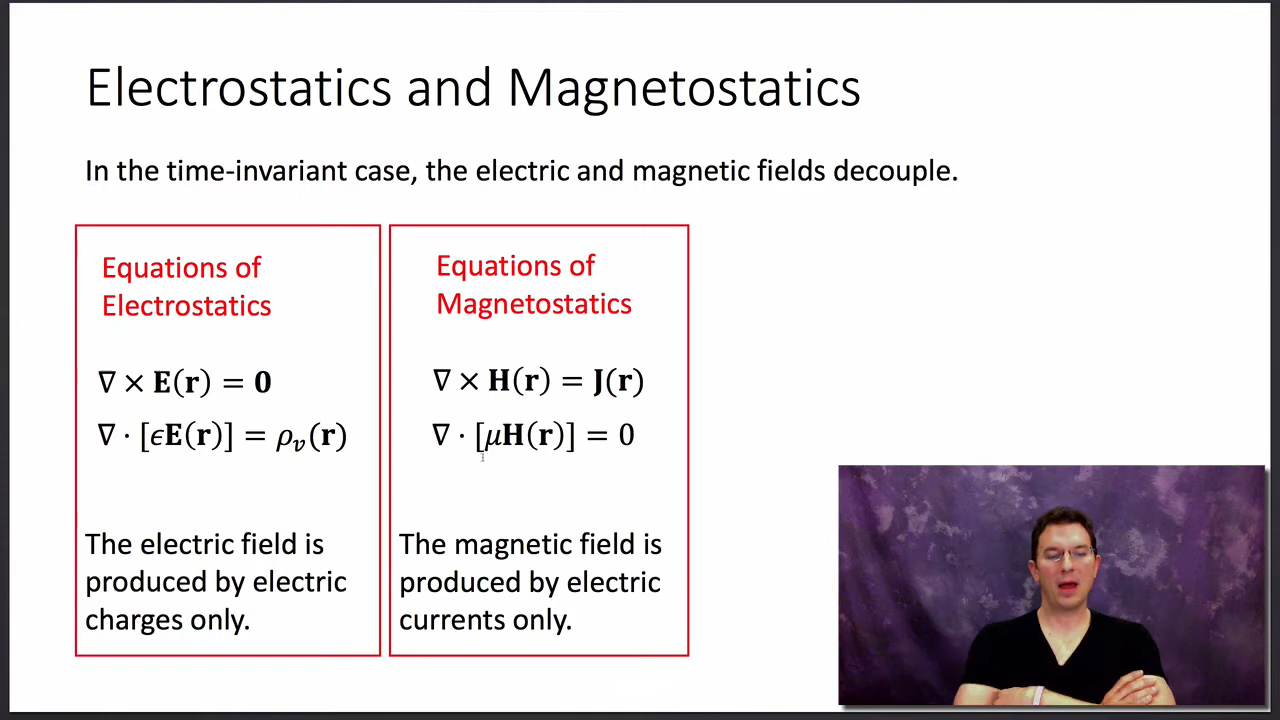 Electrostatics and Magnetostatics
In the time-invariant case, the electric and magnetic fields decouple.
Equations of
Electrostatics
∇ × 𝐄(𝐫) = 𝟎
∇ · [𝜖𝐄(𝐫)] = 𝜌ᵥ(𝐫)
The electric field is
produced by electric
charges only.
Equations of
Magnetostatics
∇ × 𝐇(𝐫) = 𝐉(𝐫)
∇ · [𝜇𝐇(𝐫)] = 0
The magnetic field is
produced by electric
currents only.